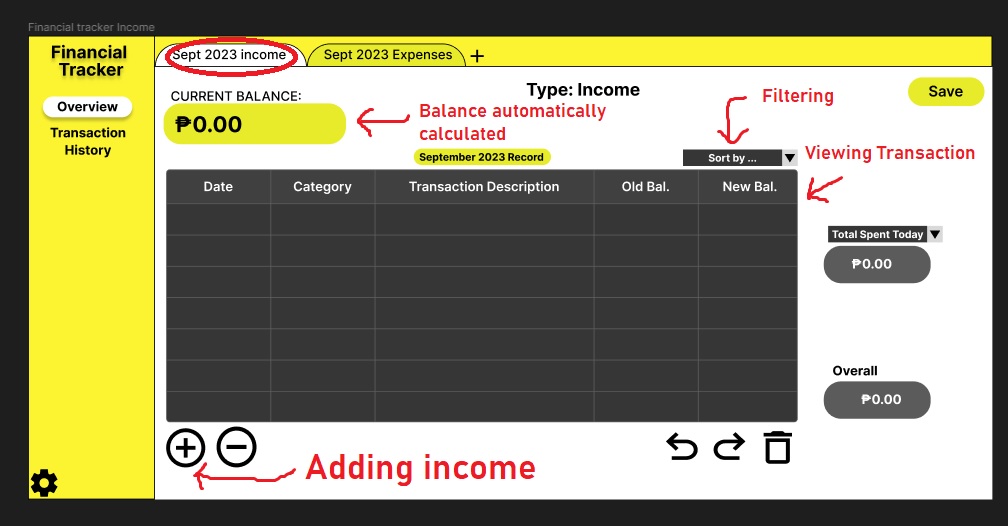 Financial tracker Income
Financial
Tracker
Overview
Transaction
History
Sept 2023 income
Sept 2023 Expenses
+
CURRENT BALANCE:
₱0.00
Balance automatically
calculated
Type: Income
Filtering
Save
September 2023 Record
Sort by ...
Viewing Transaction
Date Category Transaction Description Old Bal. New Bal.
Total Spent Today
₱0.00
Overall
₱0.00
Adding income